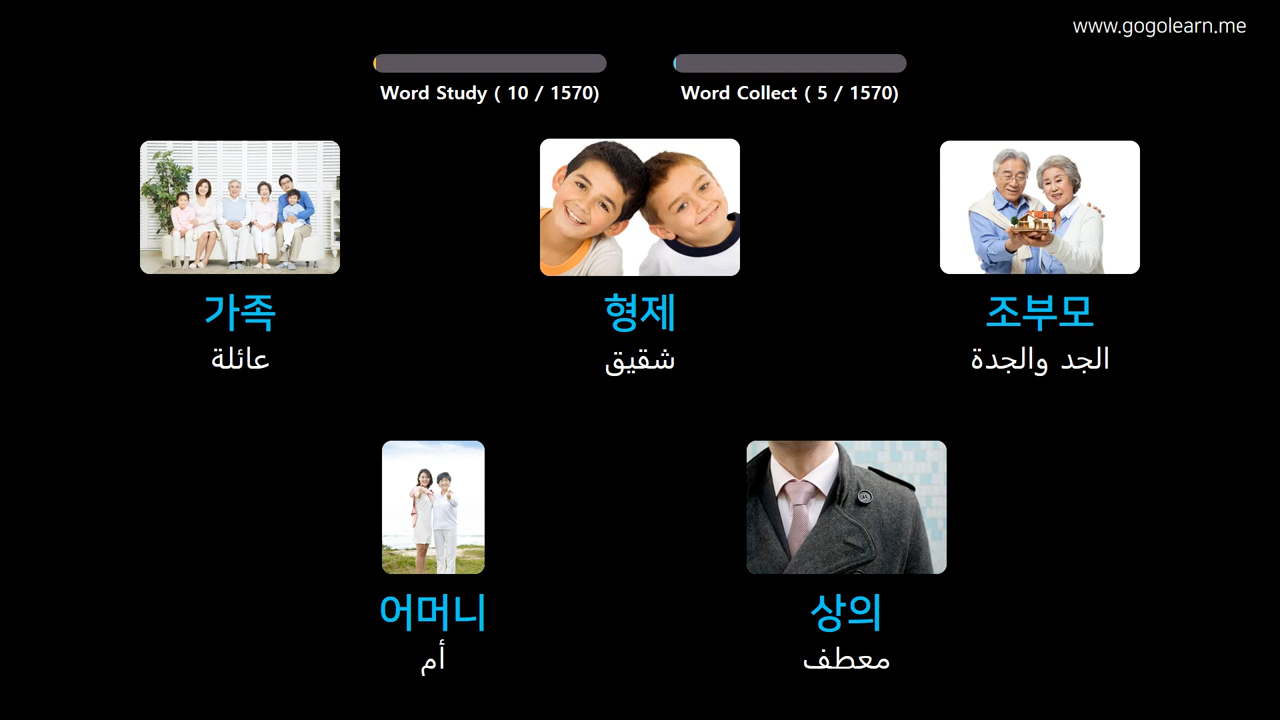 www.gogolearn.me
Word Study ( 10 / 1570)
Word Collect ( 5 / 1570)
가족
عائلة
형제
شقيق
조부모
الجد والجدة
어머니
أم
상의
معطف